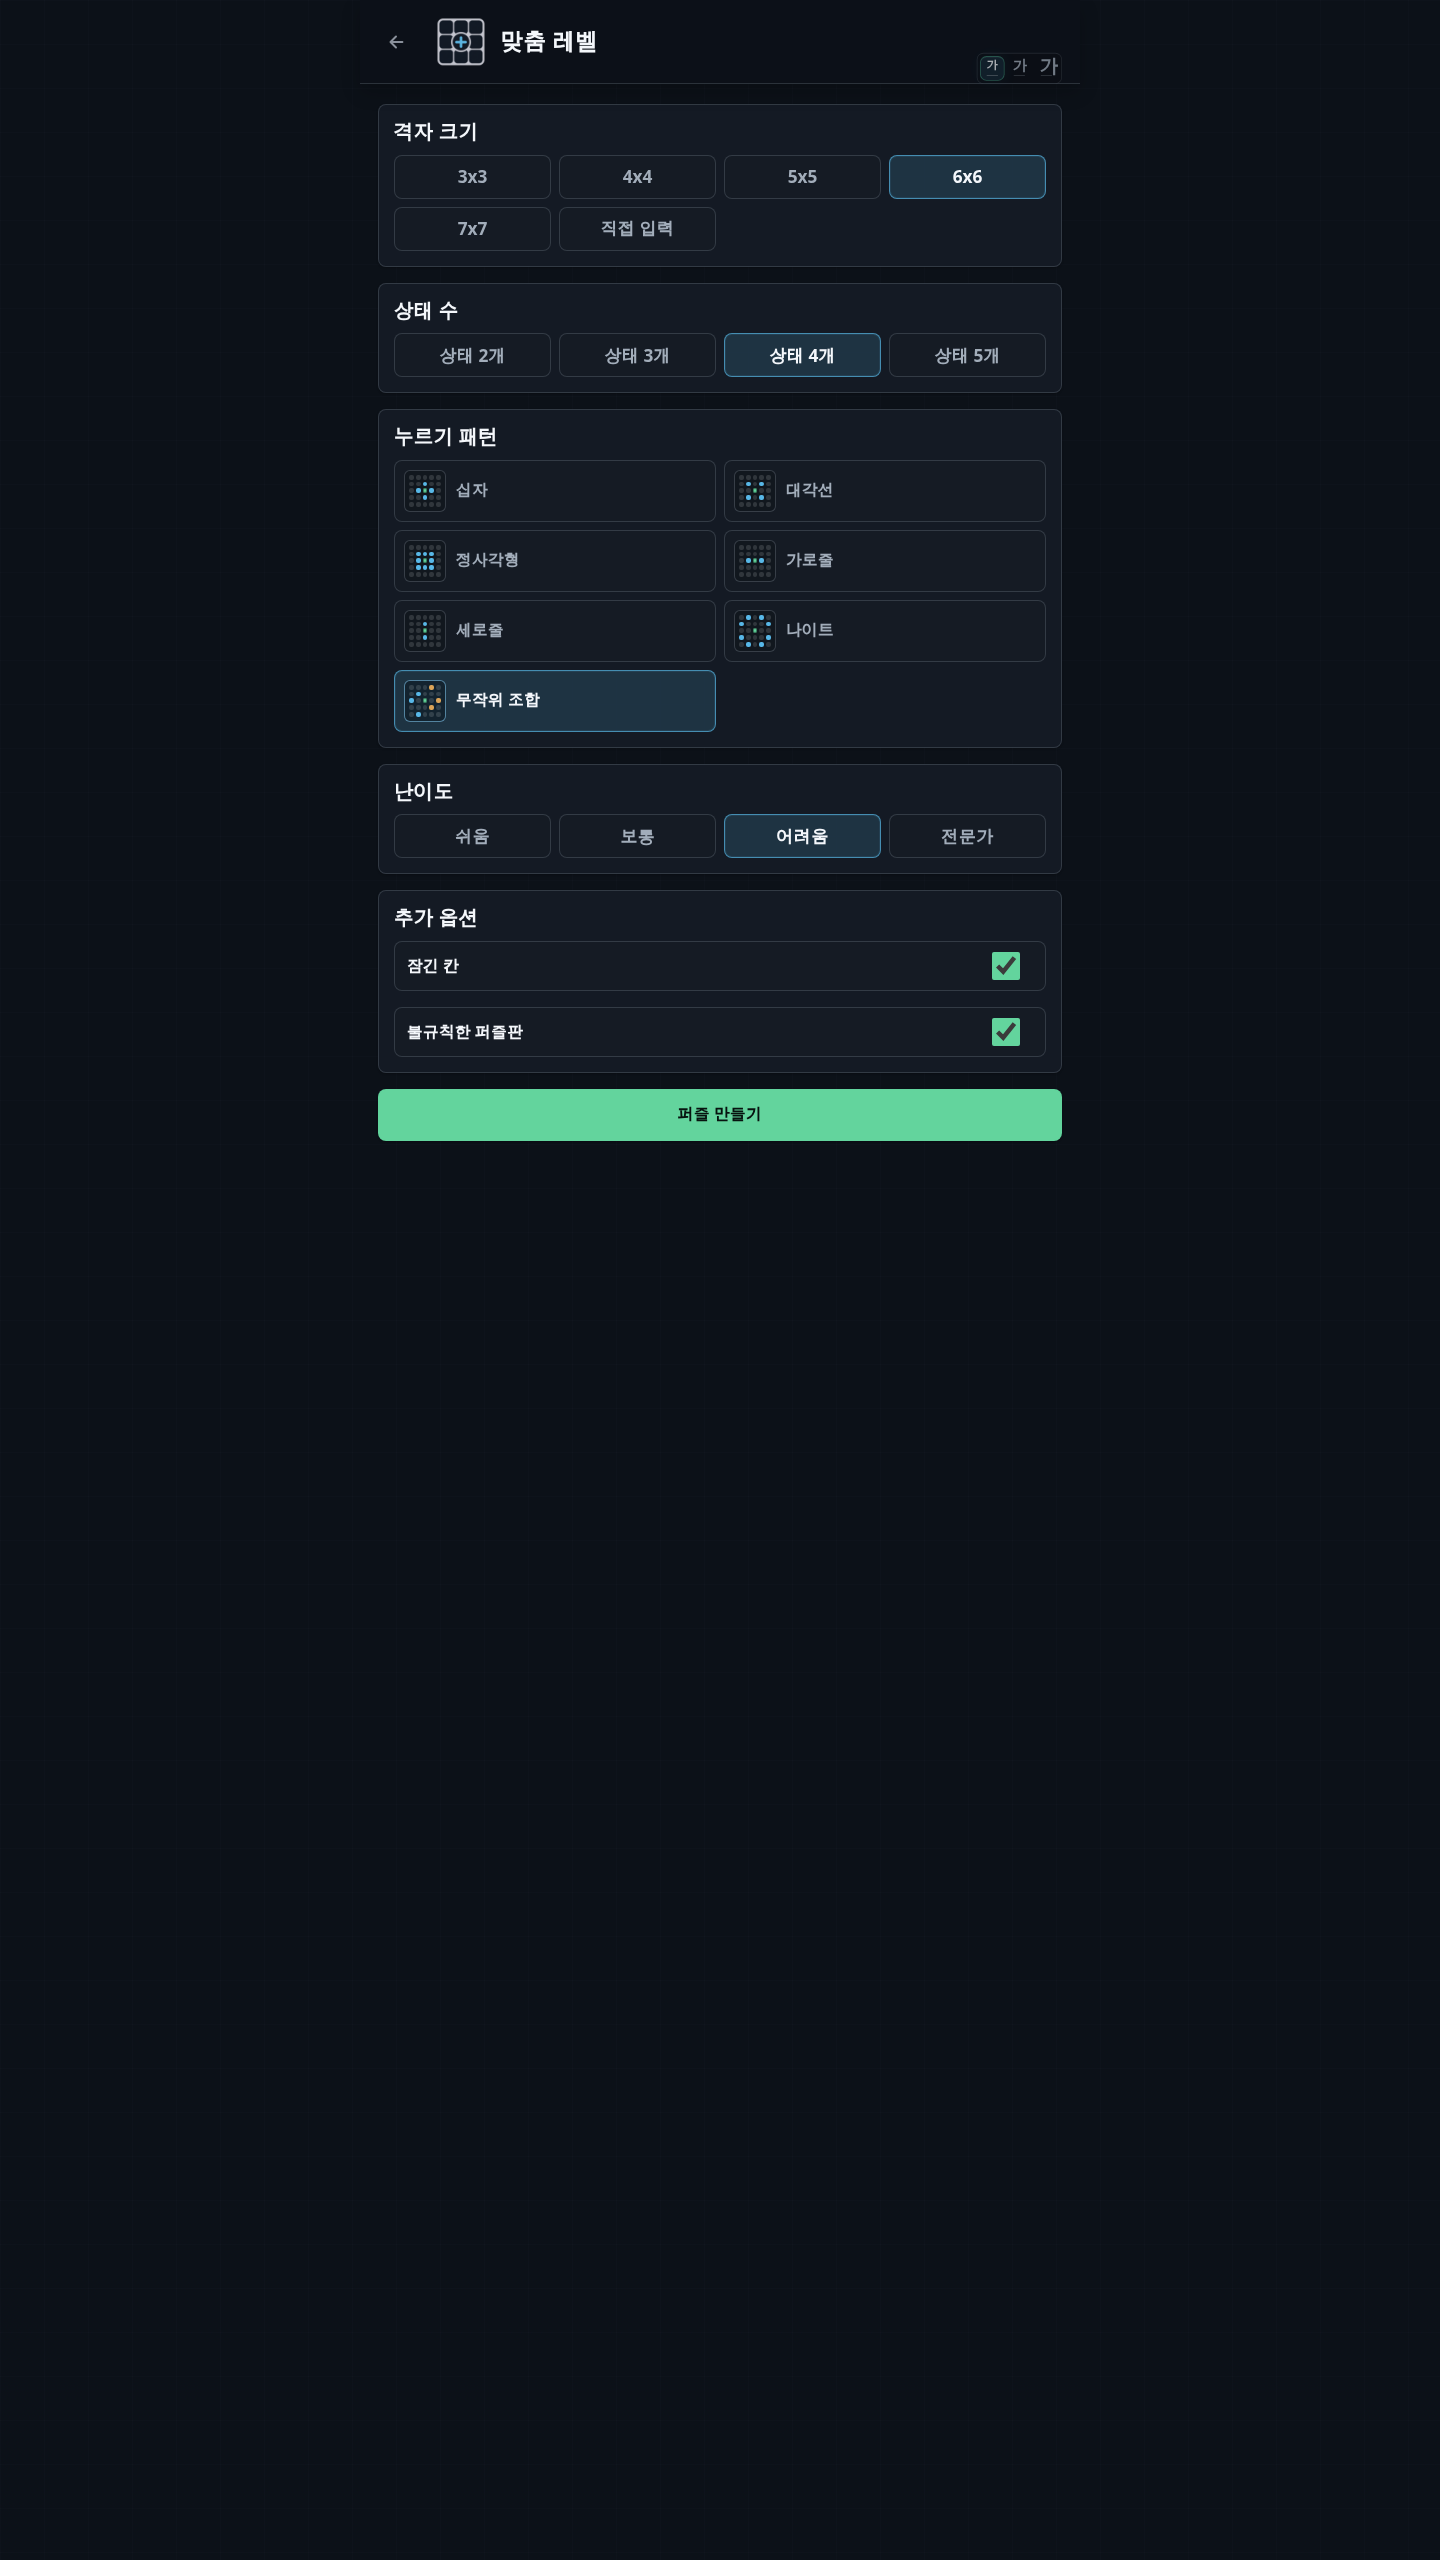 맞춤 레벨
가 가 가
격자 크기
3x3 4x4 5x5 6x6
7x7 직접 입력
상태 수
상태 2개 상태 3개 상태 4개 상태 5개
누르기 패턴
십자 대각선
정사각형 가로줄
세로줄 나이트
무작위 조합
난이도
쉬움 보통 어려움 전문가
추가 옵션
잠긴 칸
불규칙한 퍼즐판
퍼즐 만들기